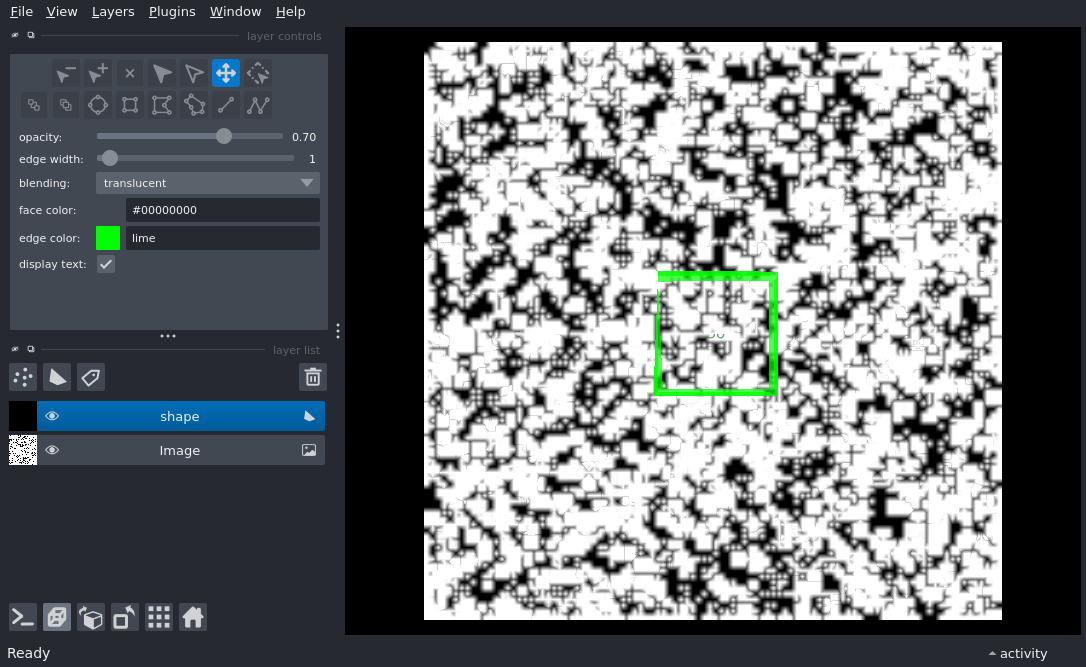 File View Layers Plugins Window Help
layer controls
opacity: 0.70
edge width: 1
blending: translucent
face color: #00000000
edge color: lime
display text:
layer list
shape
Image
Ready
activity